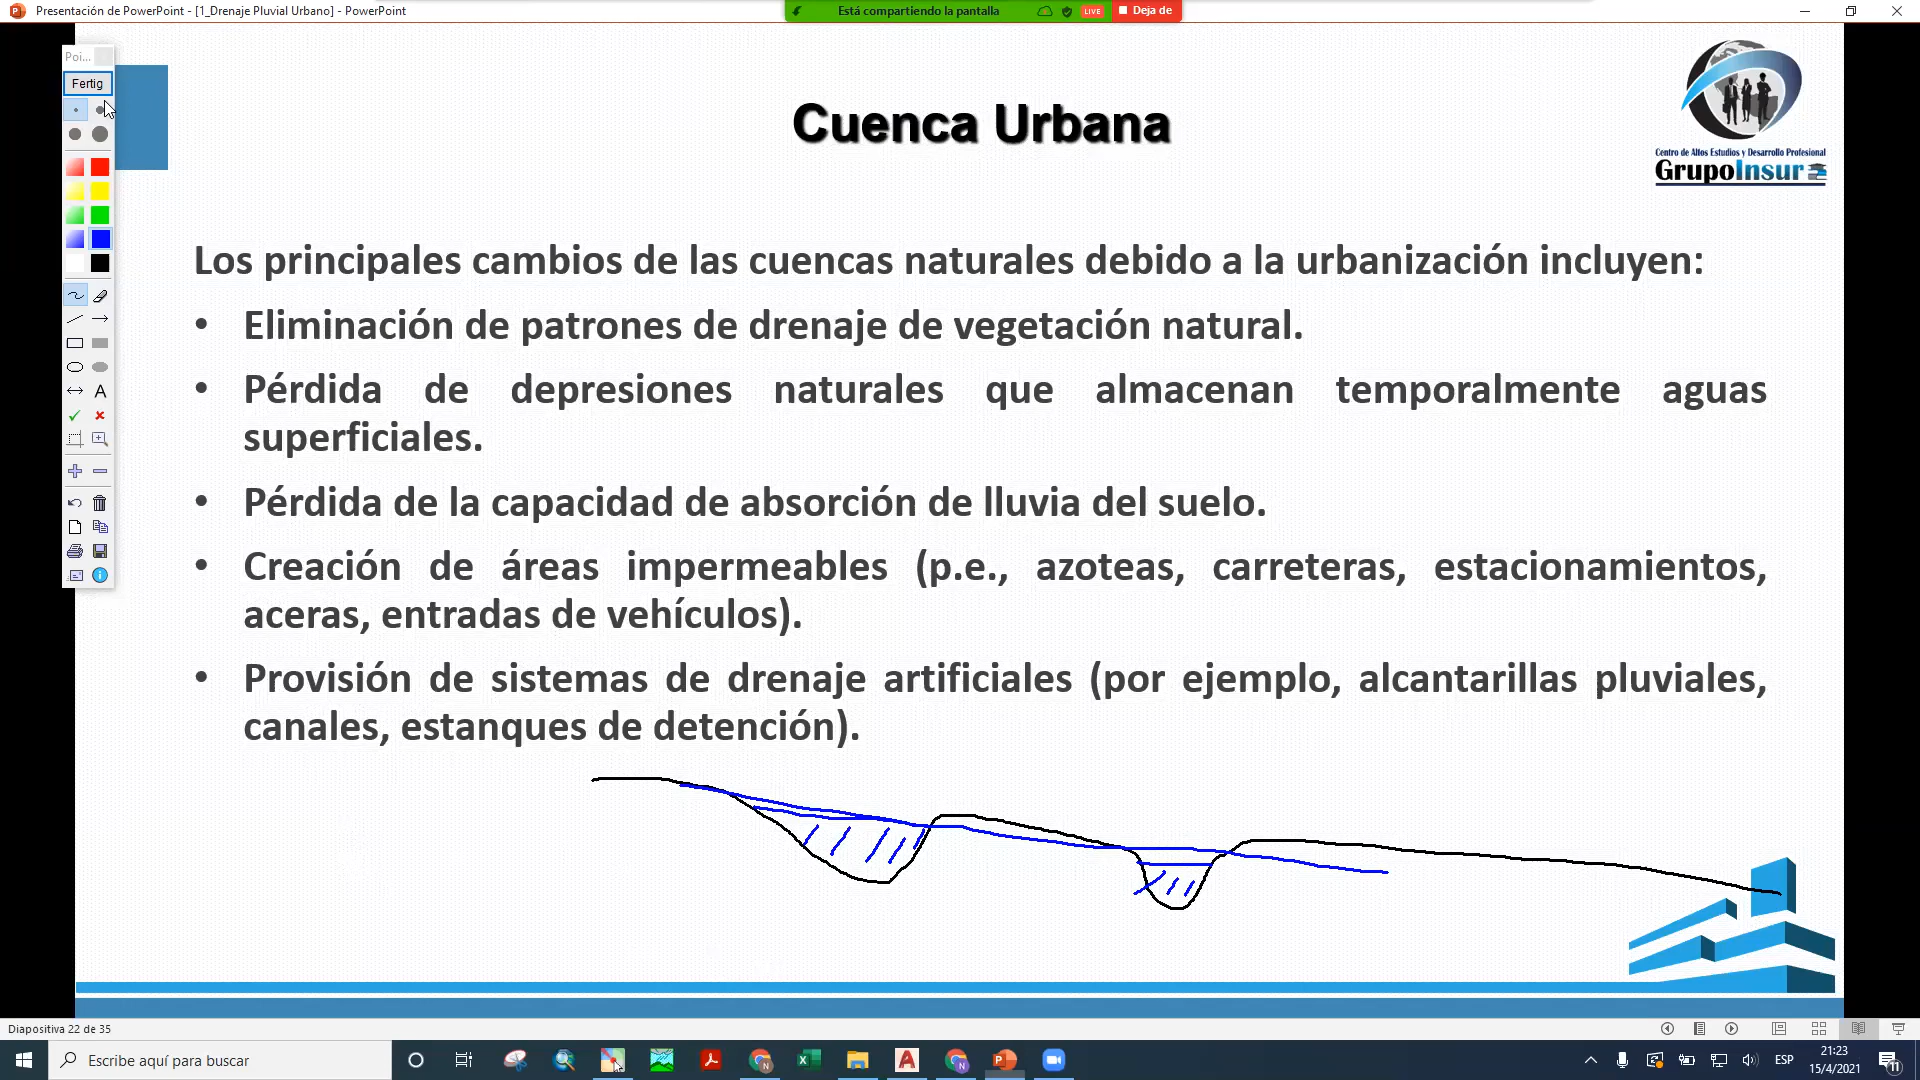 Presentación de PowerPoint - [1_Drenaje Pluvial Urbano] - PowerPoint
Está compartiendo la pantalla
LIVE
Deja de
Poi...
Fertig
A
Cuenca Urbana
Centro de Altos Estudios y Desarrollo Profesional
GrupoInsur
Los principales cambios de las cuencas naturales debido a la urbanización incluyen:
• Eliminación de patrones de drenaje de vegetación natural.
• Pérdida de depresiones naturales que almacenan temporalmente aguas
superficiales.
• Pérdida de la capacidad de absorción de lluvia del suelo.
• Creación de áreas impermeables (p.e., azoteas, carreteras, estacionamientos,
aceras, entradas de vehículos).
• Provisión de sistemas de drenaje artificiales (por ejemplo, alcantarillas pluviales,
canales, estanques de detención).
Diapositiva 22 de 35
Escribe aquí para buscar
ESP
21:23
15/4/2021
11